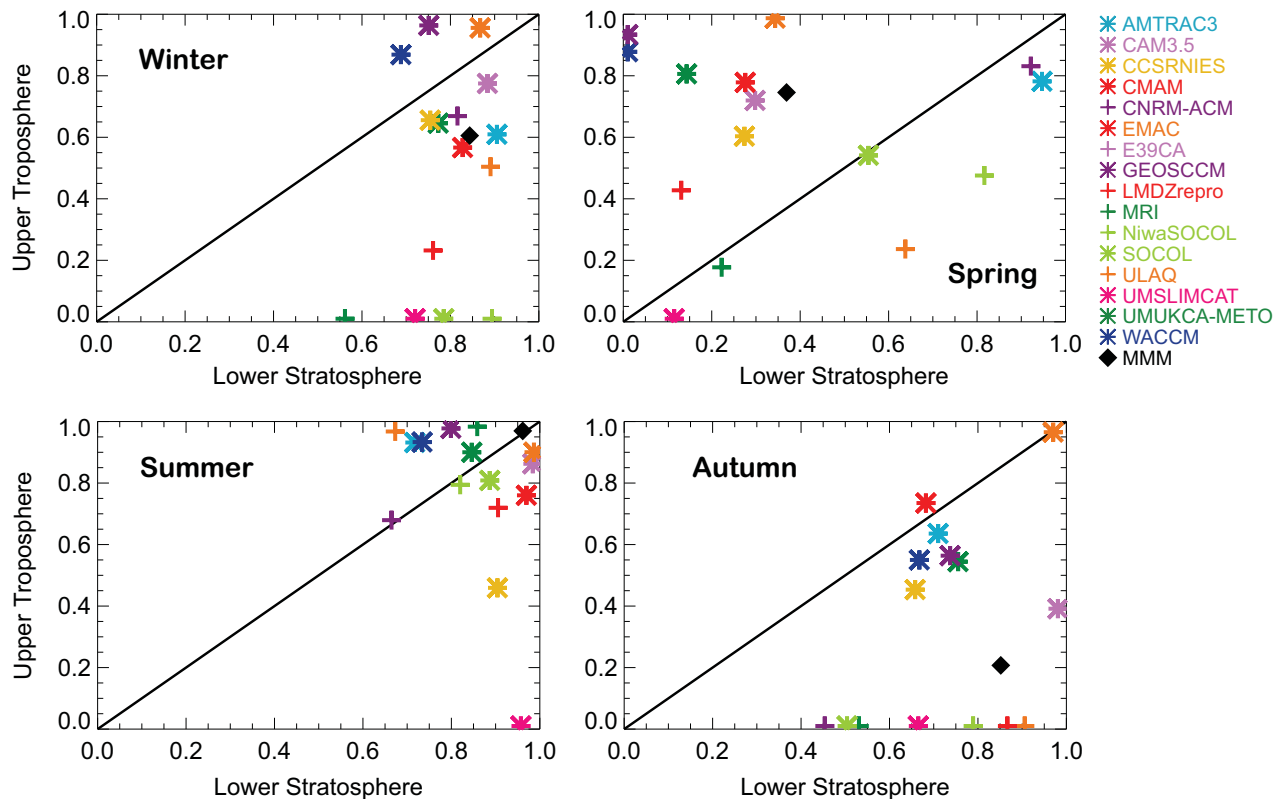 1.0
0.8
0.6
0.4
0.2
0.0
Upper Troposphere
Winter
0.0 0.2 0.4 0.6 0.8 1.0
Lower Stratosphere
1.0
0.8
0.6
0.4
0.2
0.0
Spring
0.0 0.2 0.4 0.6 0.8 1.0
Lower Stratosphere
AMTRAC3
CAM3.5
CCSRNIES
CMAM
CNRM-ACM
EMAC
E39CA
GEOSCCM
LMDZrepro
MRI
NiwaSOCOL
SOCOL
ULAQ
UMSLIMCAT
UMUKCA-METO
WACCM
MMM
1.0
0.8
0.6
0.4
0.2
0.0
Upper Troposphere
Summer
0.0 0.2 0.4 0.6 0.8 1.0
Lower Stratosphere
1.0
0.8
0.6
0.4
0.2
0.0
Upper Troposphere
Autumn
0.0 0.2 0.4 0.6 0.8 1.0
Lower Stratosphere